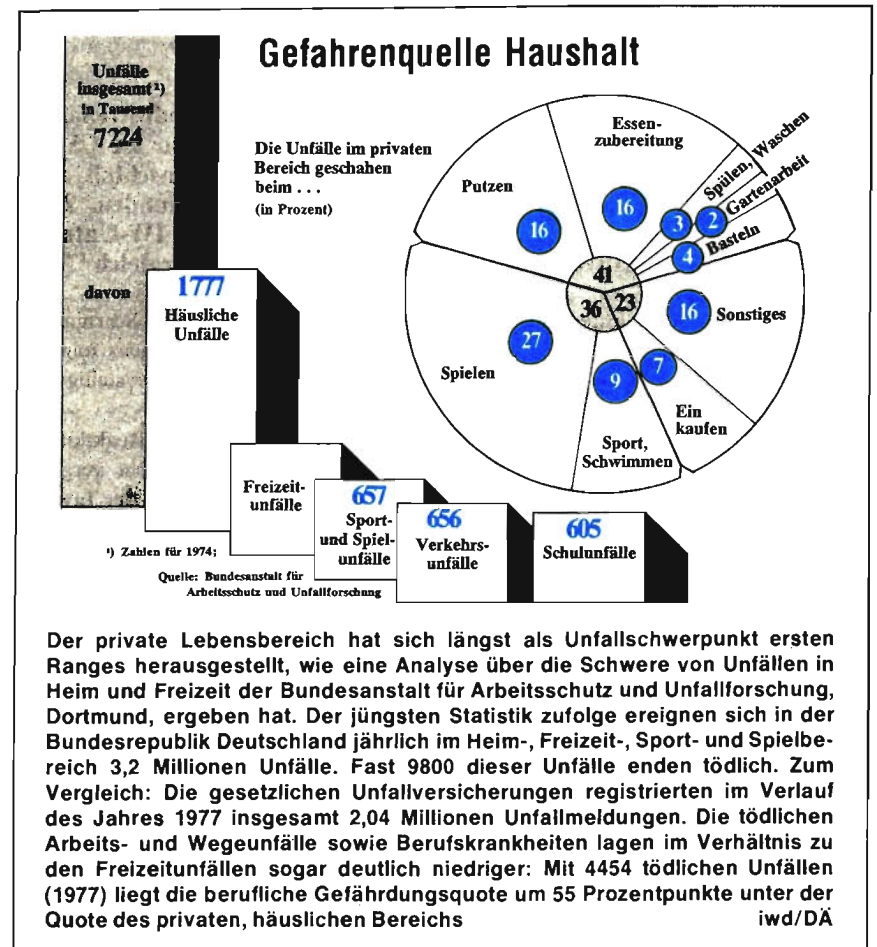 Gefahrenquelle Haushalt
Unfälle
insgesamt¹)
in Tausend
7224
davon
Die Unfälle im privaten
Bereich geschahen
beim . . .
(in Prozent)
1777
Häusliche
Unfälle
Freizeit-
unfälle
657
Sport-
und Spiel-
unfälle
656
Verkehrs-
unfälle
605
Schulunfälle
Putzen
16
Essen-
zubereitung
16
Spülen, Waschen
3
Gartenarbeit
2
Basteln
4
41
36
23
Sonstiges
16
Ein
kaufen
7
Sport,
Schwimmen
9
Spielen
27
¹) Zahlen für 1974;
Quelle: Bundesanstalt für
Arbeitsschutz und Unfallforschung
Der private Lebensbereich hat sich längst als Unfallschwerpunkt ersten
Ranges herausgestellt, wie eine Analyse über die Schwere von Unfällen in
Heim und Freizeit der Bundesanstalt für Arbeitsschutz und Unfallforschung,
Dortmund, ergeben hat. Der jüngsten Statistik zufolge ereignen sich in der
Bundesrepublik Deutschland jährlich im Heim-, Freizeit-, Sport- und Spielbe-
reich 3,2 Millionen Unfälle. Fast 9800 dieser Unfälle enden tödlich. Zum
Vergleich: Die gesetzlichen Unfallversicherungen registrierten im Verlauf
des Jahres 1977 insgesamt 2,04 Millionen Unfallmeldungen. Die tödlichen
Arbeits- und Wegeunfälle sowie Berufskrankheiten lagen im Verhältnis zu
den Freizeitunfällen sogar deutlich niedriger: Mit 4454 tödlichen Unfällen
(1977) liegt die berufliche Gefährdungsquote um 55 Prozentpunkte unter der
Quote des privaten, häuslichen Bereichs iwd/DÄ